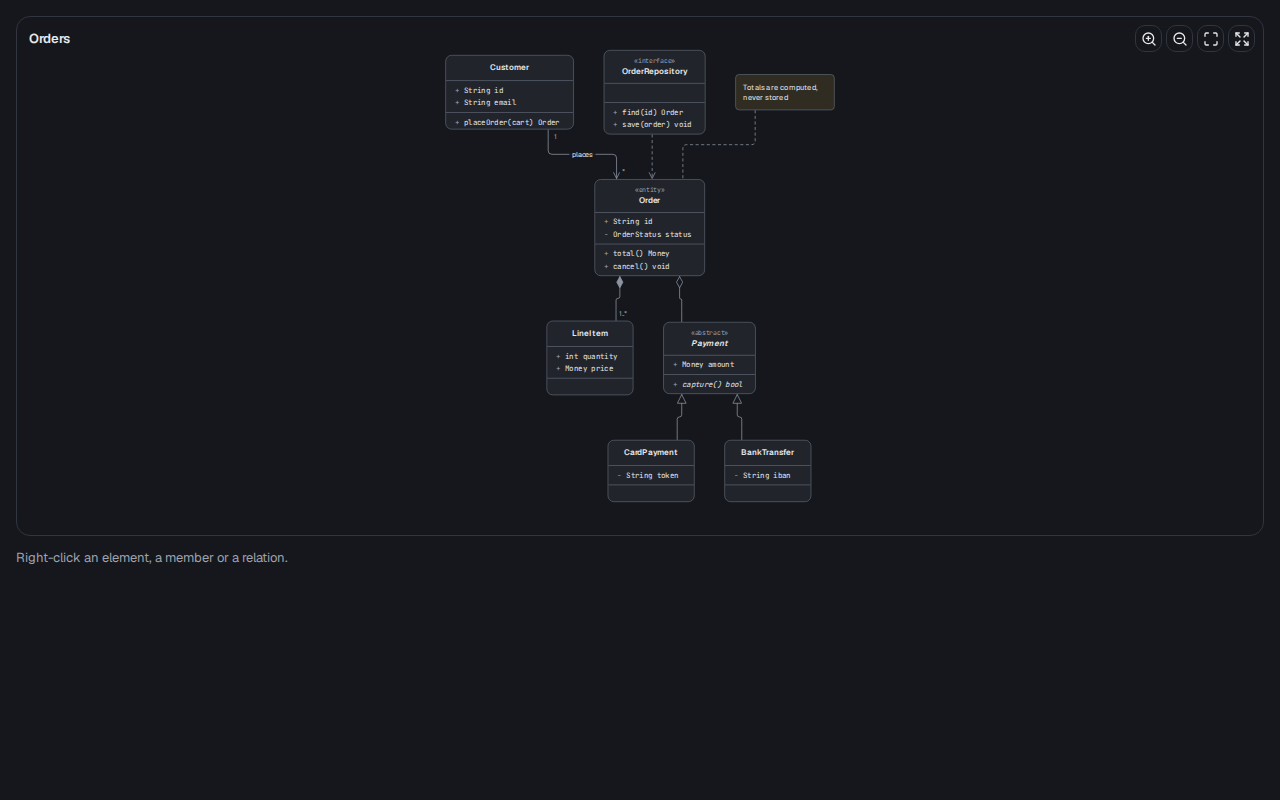 Orders
Customer
+ String id
+ String email
+ placeOrder(cart) Order
«interface»
OrderRepository
+ find(id) Order
+ save(order) void
Totals are computed,
never stored
1
places
*
«entity»
Order
+ String id
- OrderStatus status
+ total() Money
+ cancel() void
1..*
LineItem
+ int quantity
+ Money price
«abstract»
Payment
+ Money amount
+ capture() bool
CardPayment
- String token
BankTransfer
- String iban
Right-click an element, a member or a relation.